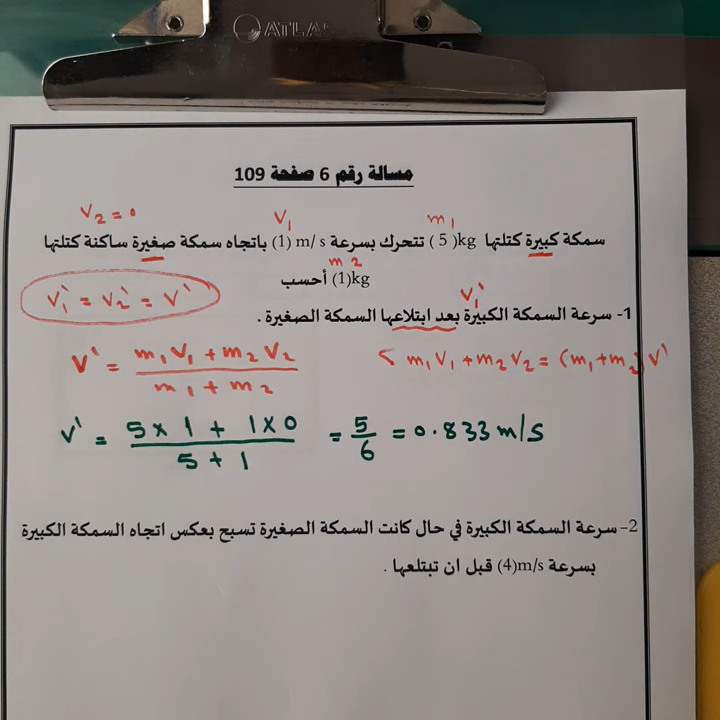 ATLAS
مسالة رقم 6 صفحة 109
V₂ = 0 V₁ m₁
سمكة كبيرة كتلتها kg( 5 ) تتحرك بسرعة m/s (1) باتجاه سمكة صغيرة ساكنة كتلتها
m 2
kg(1) أحسب
V₁' = V₂' = V' V₁'
1- سرعة السمكة الكبيرة بعد ابتلاعها السمكة الصغيرة .
m₁V₁ + m₂V₂ = (m₁+m₂)V'
V' = (m₁V₁ + m₂V₂) / (m₁ + m₂)
V' = (5 × 1 + 1 × 0) / (5 + 1) = 5/6 = 0.833 m/s
2- سرعة السمكة الكبيرة في حال كانت السمكة الصغيرة تسبح بعكس اتجاه السمكة الكبيرة
بسرعة m/s(4) قبل ان تبتلعها .